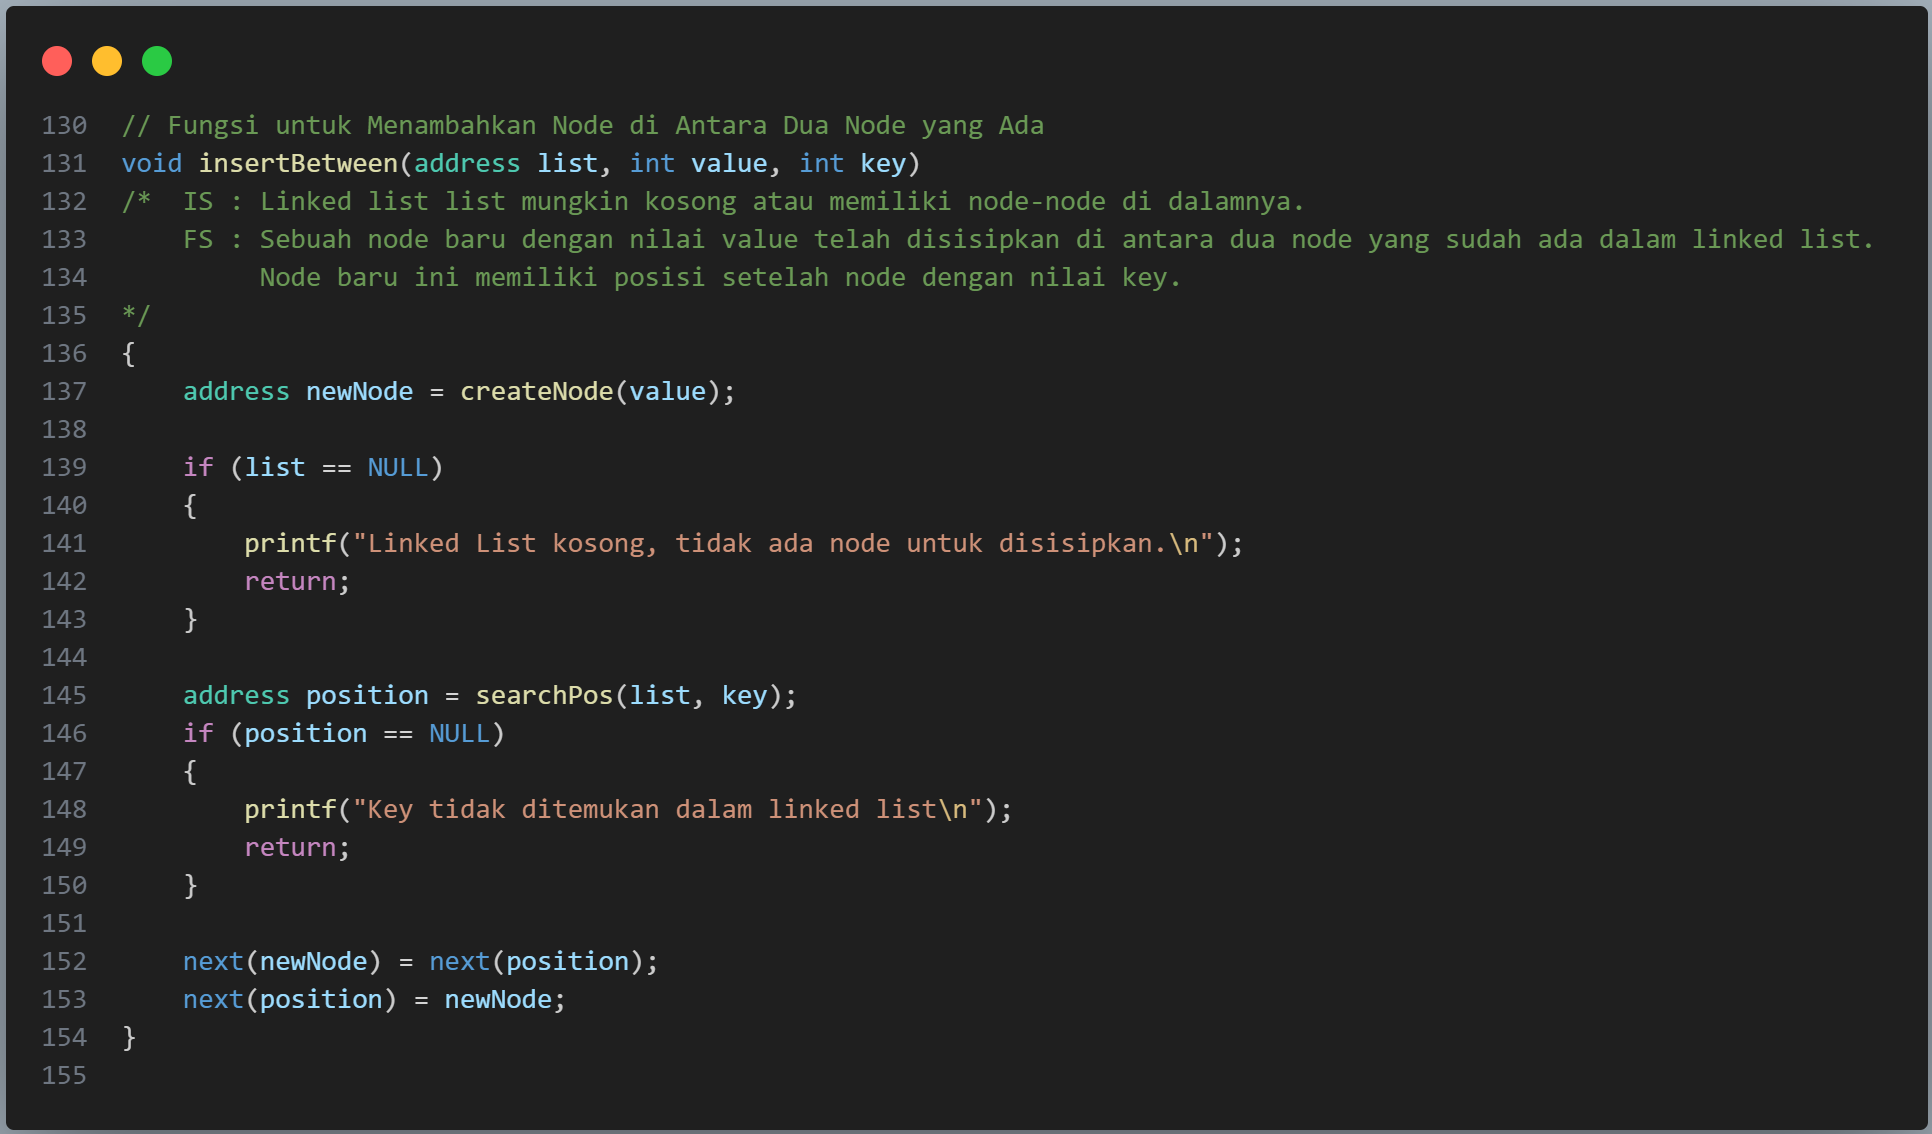 130 // Fungsi untuk Menambahkan Node di Antara Dua Node yang Ada
131 void insertBetween(address list, int value, int key)
132 /*  IS : Linked list list mungkin kosong atau memiliki node-node di dalamnya.
133     FS : Sebuah node baru dengan nilai value telah disisipkan di antara dua node yang sudah ada dalam linked list.
134          Node baru ini memiliki posisi setelah node dengan nilai key.
135 */
136 {
137     address newNode = createNode(value);
138
139     if (list == NULL)
140     {
141         printf("Linked List kosong, tidak ada node untuk disisipkan.\n");
142         return;
143     }
144
145     address position = searchPos(list, key);
146     if (position == NULL)
147     {
148         printf("Key tidak ditemukan dalam linked list\n");
149         return;
150     }
151
152     next(newNode) = next(position);
153     next(position) = newNode;
154 }
155